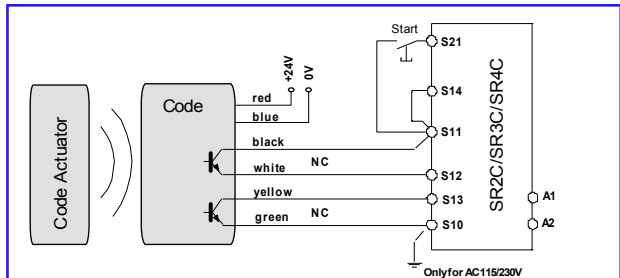 Start
S21
+24V
0V
Code Actuator
Code
red
blue
S14
black
S11
SR2C/SR3C/SR4C
white
NC
S12
yellow
S13
A1
green
NC
S10
A2
Only for AC115/230V